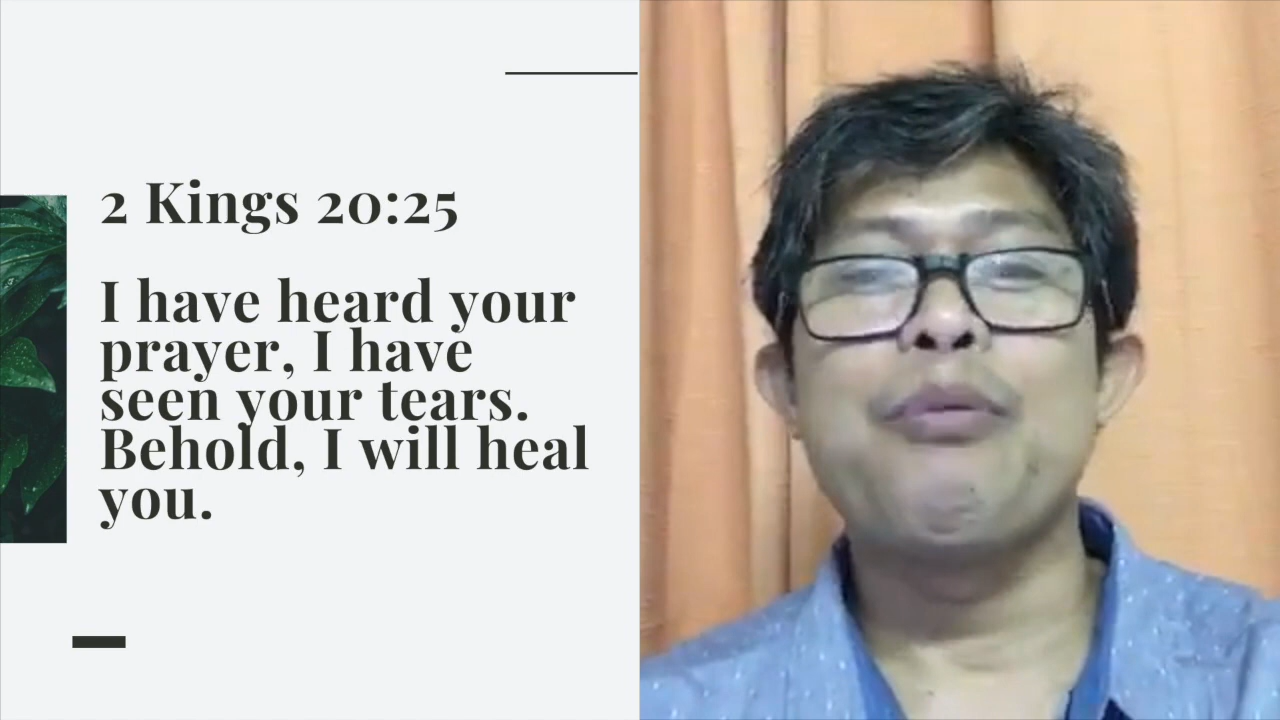 2 Kings 20:25
I have heard your
prayer, I have
seen your tears.
Behold, I will heal
you.